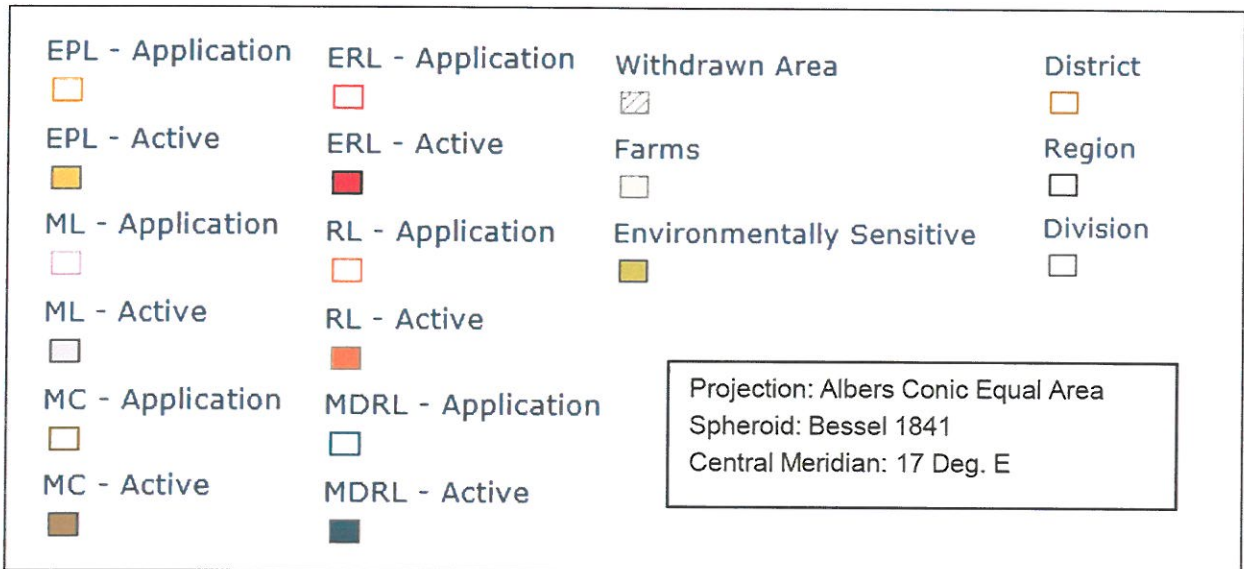 EPL - Application
EPL - Active
ML - Application
ML - Active
MC - Application
MC - Active
ERL - Application
ERL - Active
RL - Application
RL - Active
MDRL - Application
MDRL - Active
Withdrawn Area
Farms
Environmentally Sensitive
District
Region
Division
Projection: Albers Conic Equal Area
Spheroid: Bessel 1841
Central Meridian: 17 Deg. E